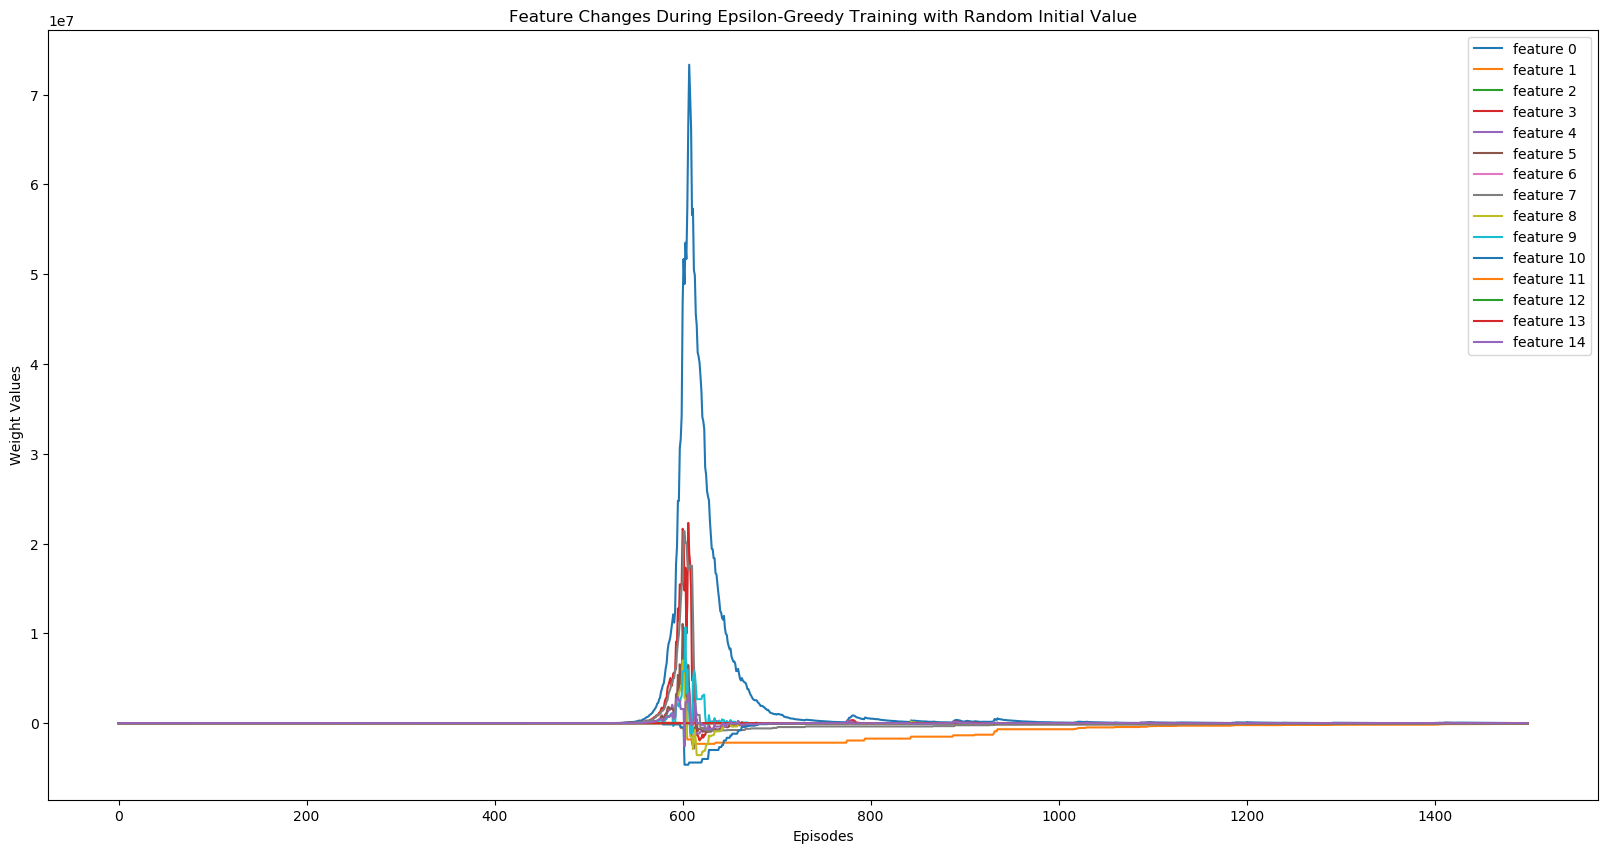 Feature Changes During Epsilon-Greedy Training with Random Initial Value
1e7
7
6
5
4
3
2
1
0
Weight Values
0 200 400 600 800 1000 1200 1400
Episodes
feature 0
feature 1
feature 2
feature 3
feature 4
feature 5
feature 6
feature 7
feature 8
feature 9
feature 10
feature 11
feature 12
feature 13
feature 14